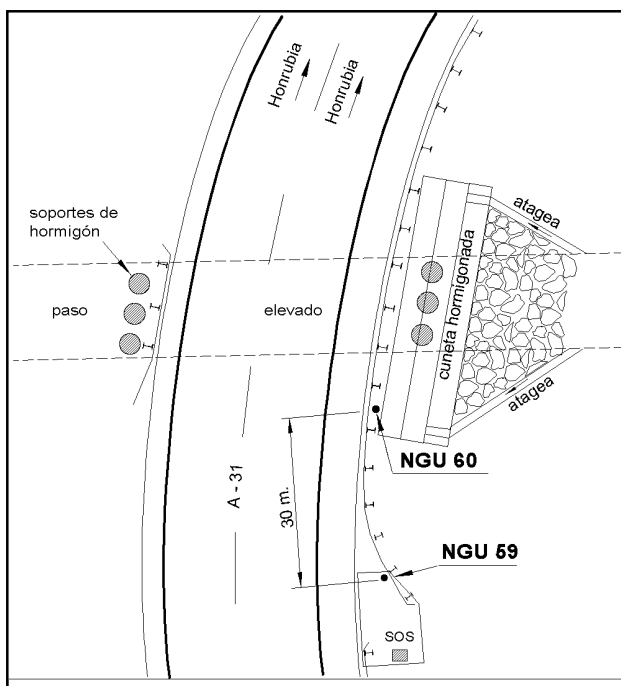 Honrubia
Honrubia
soportes de
hormigón
atagea
paso
elevado
cuneta hormigonada
atagea
NGU 60
A - 31
30 m.
NGU 59
SOS